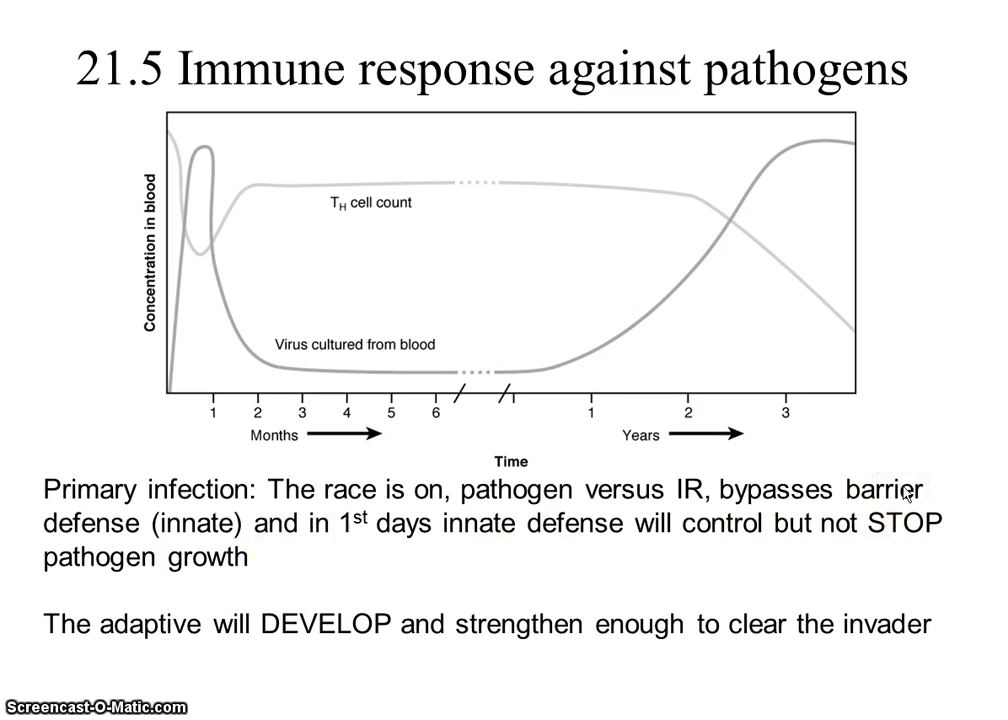 21.5 Immune response against pathogens
Concentration in blood
TH cell count
Virus cultured from blood
1 2 3 4 5 6 1 2 3
Months Years
Time
Primary infection: The race is on, pathogen versus IR, bypasses barrier
defense (innate) and in 1st days innate defense will control but not STOP
pathogen growth
The adaptive will DEVELOP and strengthen enough to clear the invader
Screencast-O-Matic.com